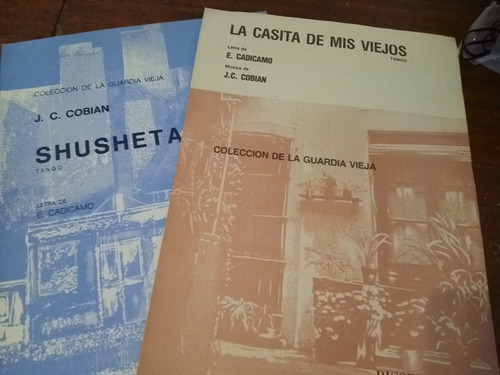 COLECCION DE LA GUARDIA VIEJA
J. C. COBIAN
SHUSHETA
TANGO
LETRA DE
E. CADICAMO
LA CASITA DE MIS VIEJOS
TANGO
Letra de
E. CADICAMO
Música de
J.C. COBIAN
COLECCION DE LA GUARDIA VIEJA